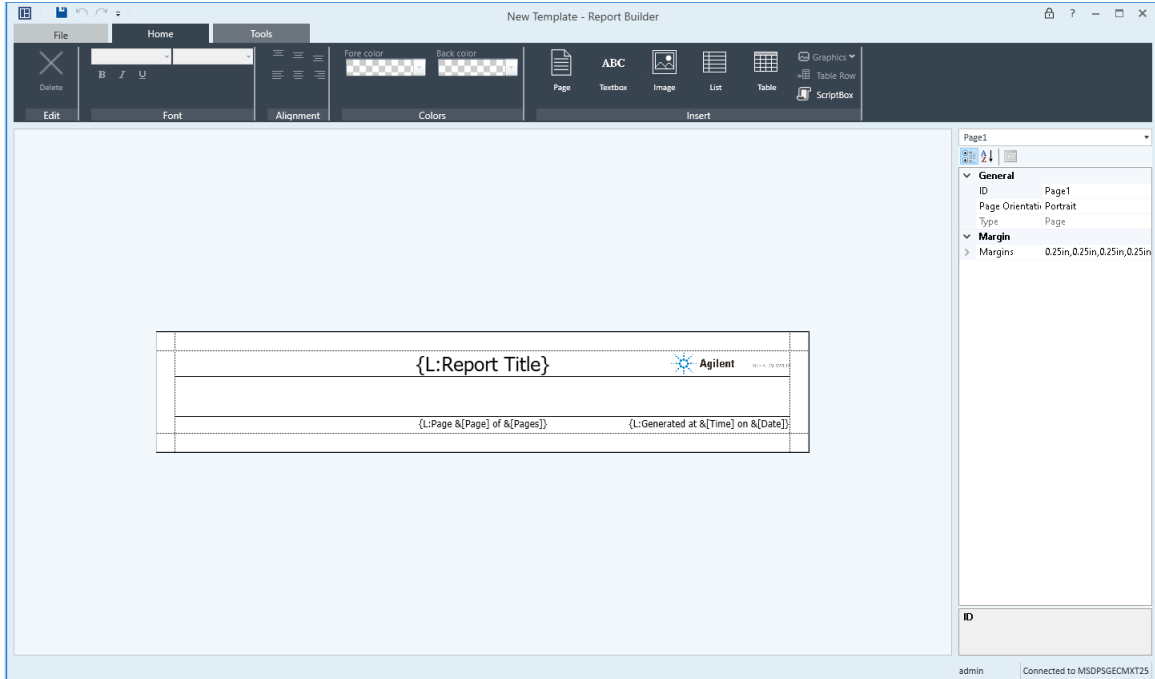 New Template - Report Builder
?
File
Home
Tools
Delete
B I U
Fore color
Back color
Page
ABC
Textbox
Image
List
Table
Graphics
Table Row
ScriptBox
Edit
Font
Alignment
Colors
Insert
Page1
General
ID Page1
Page Orientati Portrait
Type Page
Margin
Margins 0.25in,0.25in,0.25in,0.25in
{L:Report Title}
Agilent
{L:Page &[Page] of &[Pages]}
{L:Generated at &[Time] on &[Date]}
ID
admin
Connected to MSDPSGECMXT25